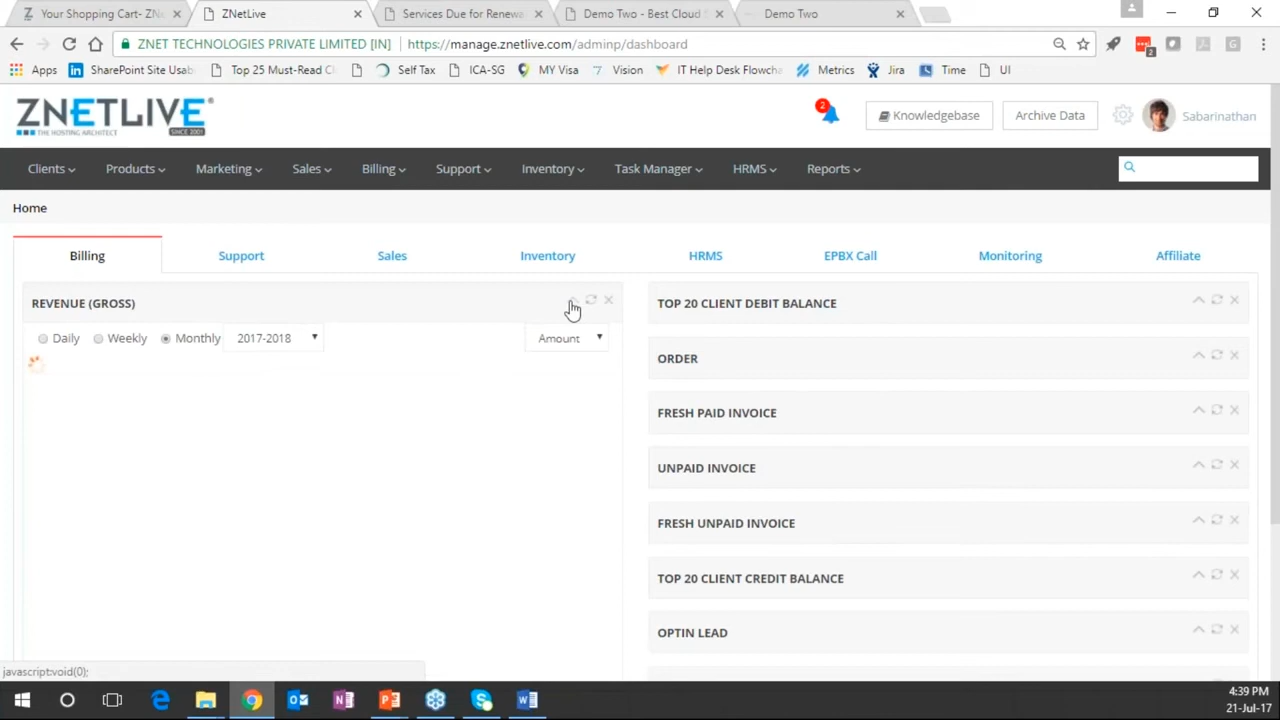 Your Shopping Cart- ZNe
ZNetLive
Services Due for Renewa
Demo Two - Best Cloud S
Demo Two
ZNET TECHNOLOGIES PRIVATE LIMITED [IN]
https://manage.znetlive.com/adminp/dashboard
2
Apps
SharePoint Site Usab
Top 25 Must-Read Cl
Self Tax
ICA-SG
MY Visa
Vision
IT Help Desk Flowcha
Metrics
Jira
Time
UI
ZNETLIVE®
THE HOSTING ARCHITECT
SINCE 2001
2
Knowledgebase
Archive Data
Sabarinathan
Clients
Products
Marketing
Sales
Billing
Support
Inventory
Task Manager
HRMS
Reports
Home
Billing
Support
Sales
Inventory
HRMS
EPBX Call
Monitoring
Affiliate
REVENUE (GROSS)
Daily
Weekly
Monthly
2017-2018
Amount
TOP 20 CLIENT DEBIT BALANCE
ORDER
FRESH PAID INVOICE
UNPAID INVOICE
FRESH UNPAID INVOICE
TOP 20 CLIENT CREDIT BALANCE
OPTIN LEAD
javascript:void(0);
4:39 PM
21-Jul-17